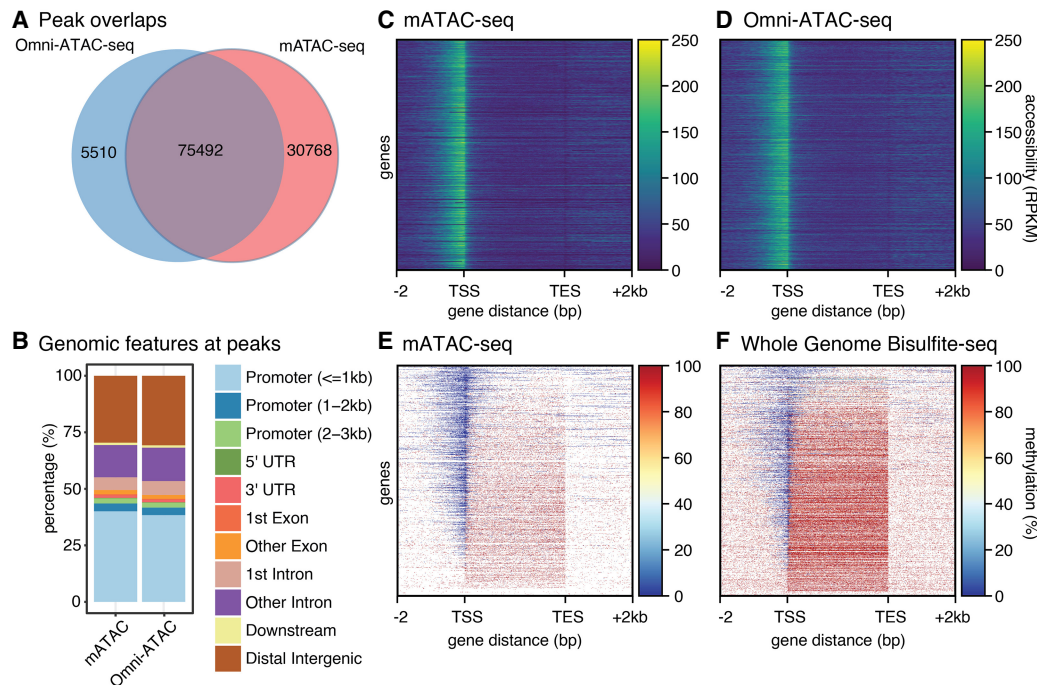 A Peak overlaps
Omni-ATAC-seq
mATAC-seq
5510
75492
30768
B Genomic features at peaks
100
75
50
25
0
percentage (%)
mATAC
Omni-ATAC
Promoter (<=1kb)
Promoter (1–2kb)
Promoter (2–3kb)
5' UTR
3' UTR
1st Exon
Other Exon
1st Intron
Other Intron
Downstream
Distal Intergenic
C mATAC-seq
genes
-2 TSS TES +2kb
gene distance (bp)
250
200
150
100
50
0
D Omni-ATAC-seq
-2 TSS TES +2kb
gene distance (bp)
250
200
150
100
50
0
accessibility (RPKM)
E mATAC-seq
genes
-2 TSS TES +2kb
gene distance (bp)
100
80
60
40
20
0
F Whole Genome Bisulfite-seq
-2 TSS TES +2kb
gene distance (bp)
100
80
60
40
20
0
methylation (%)